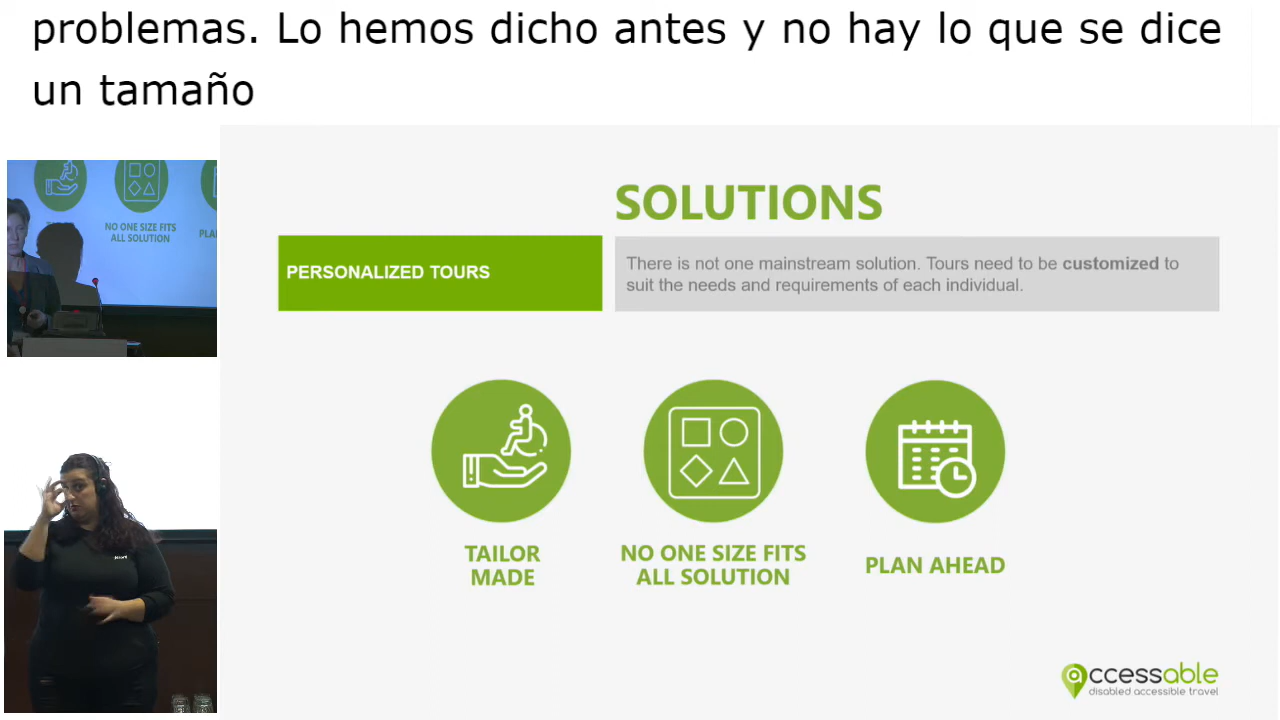 problemas. Lo hemos dicho antes y no hay lo que se dice
un tamaño
NO ONE SIZE FITS
ALL SOLUTION
SOLUTIONS
PERSONALIZED TOURS
There is not one mainstream solution. Tours need to be customized to
suit the needs and requirements of each individual.
TAILOR
MADE
NO ONE SIZE FITS
ALL SOLUTION
PLAN AHEAD
accessable
disabled accessible travel